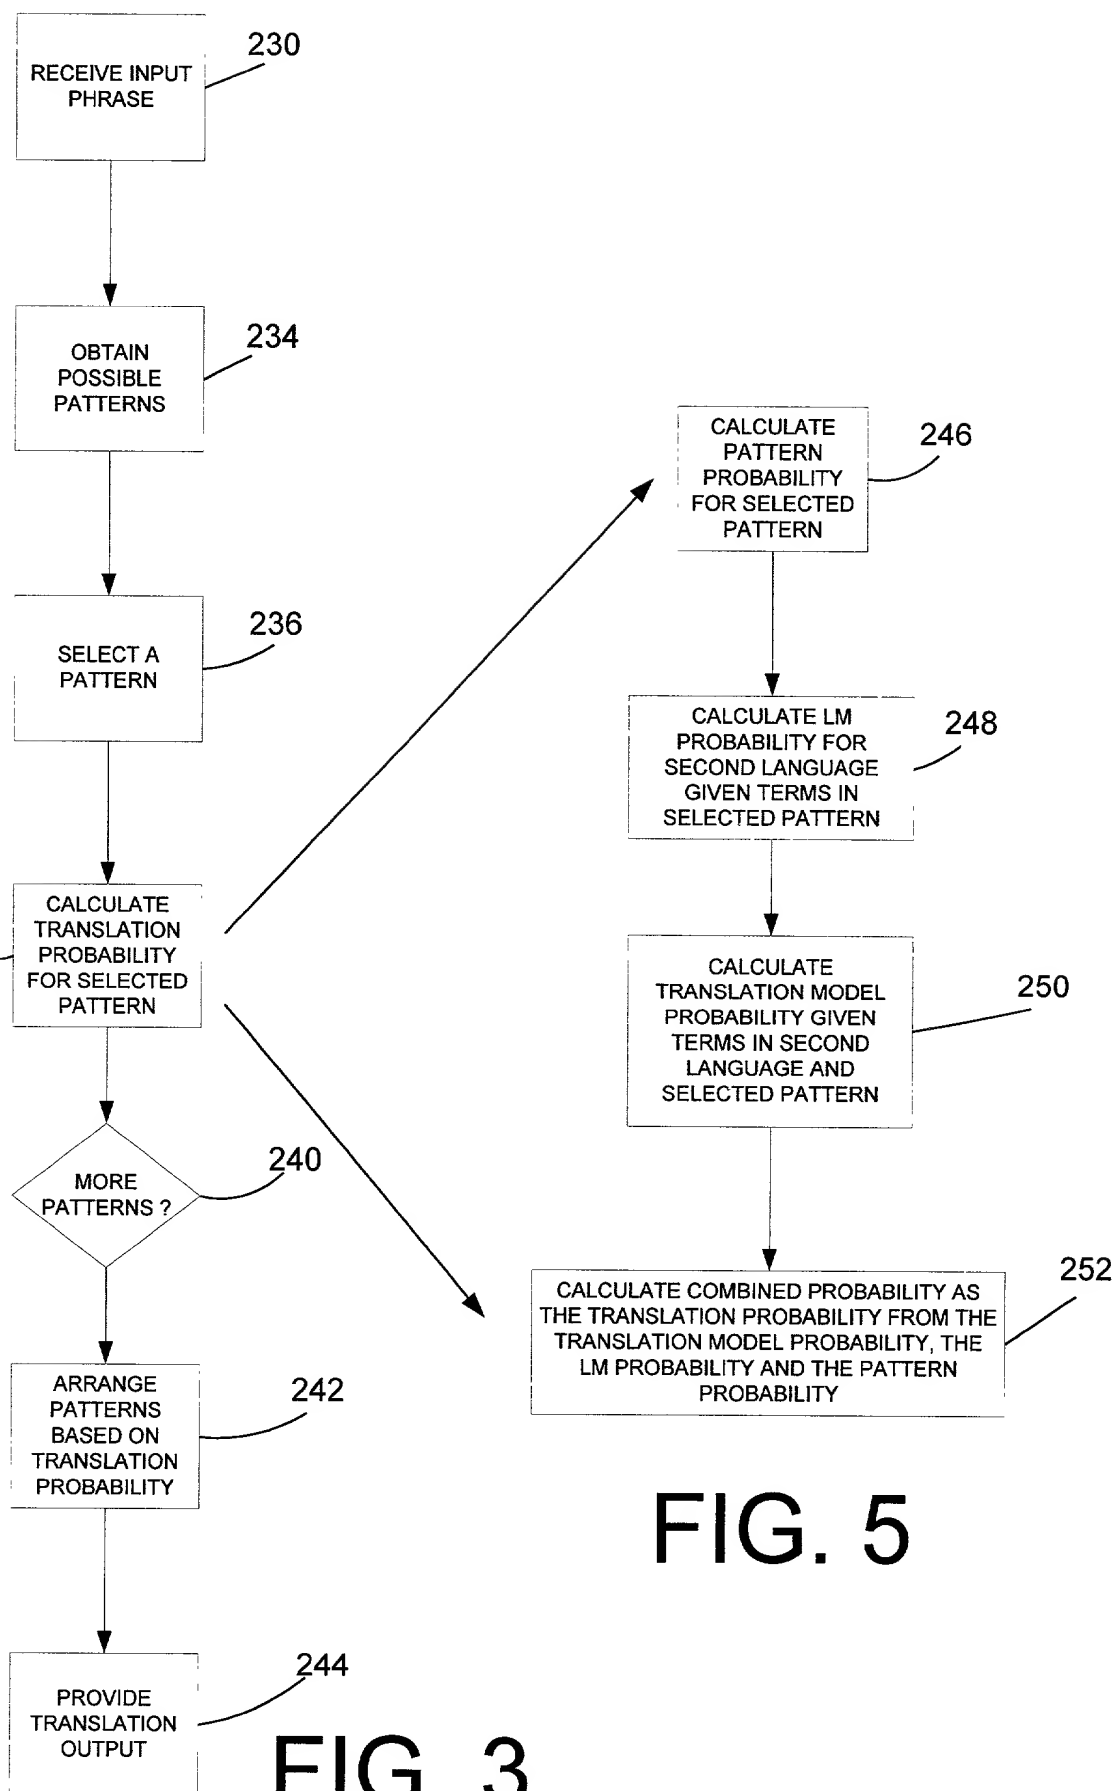 RECEIVE INPUT
PHRASE
230
OBTAIN
POSSIBLE
PATTERNS
234
SELECT A
PATTERN
236
CALCULATE
TRANSLATION
PROBABILITY
FOR SELECTED
PATTERN
MORE
PATTERNS ?
240
ARRANGE
PATTERNS
BASED ON
TRANSLATION
PROBABILITY
242
PROVIDE
TRANSLATION
OUTPUT
244
FIG. 3
CALCULATE
PATTERN
PROBABILITY
FOR SELECTED
PATTERN
246
CALCULATE LM
PROBABILITY FOR
SECOND LANGUAGE
GIVEN TERMS IN
SELECTED PATTERN
248
CALCULATE
TRANSLATION MODEL
PROBABILITY GIVEN
TERMS IN SECOND
LANGUAGE AND
SELECTED PATTERN
250
CALCULATE COMBINED PROBABILITY AS
THE TRANSLATION PROBABILITY FROM THE
TRANSLATION MODEL PROBABILITY, THE
LM PROBABILITY AND THE PATTERN
PROBABILITY
252
FIG. 5